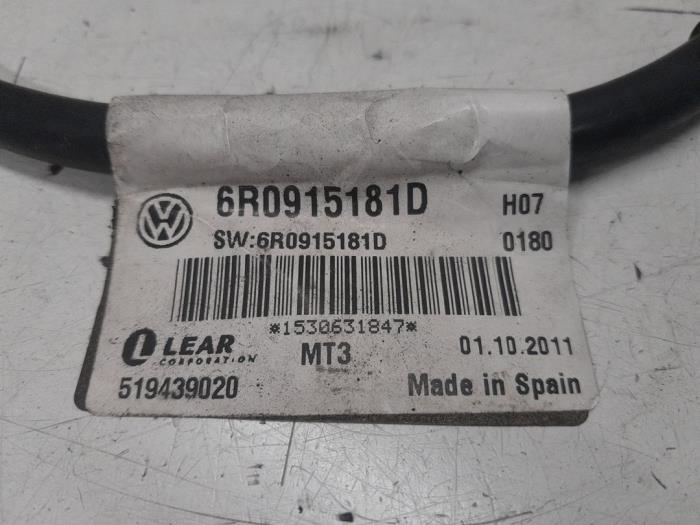 6R0915181D H07
SW:6R0915181D 0180
*1530631847*
LEAR MT3 01.10.2011
CORPORATION
519439020 Made in Spain